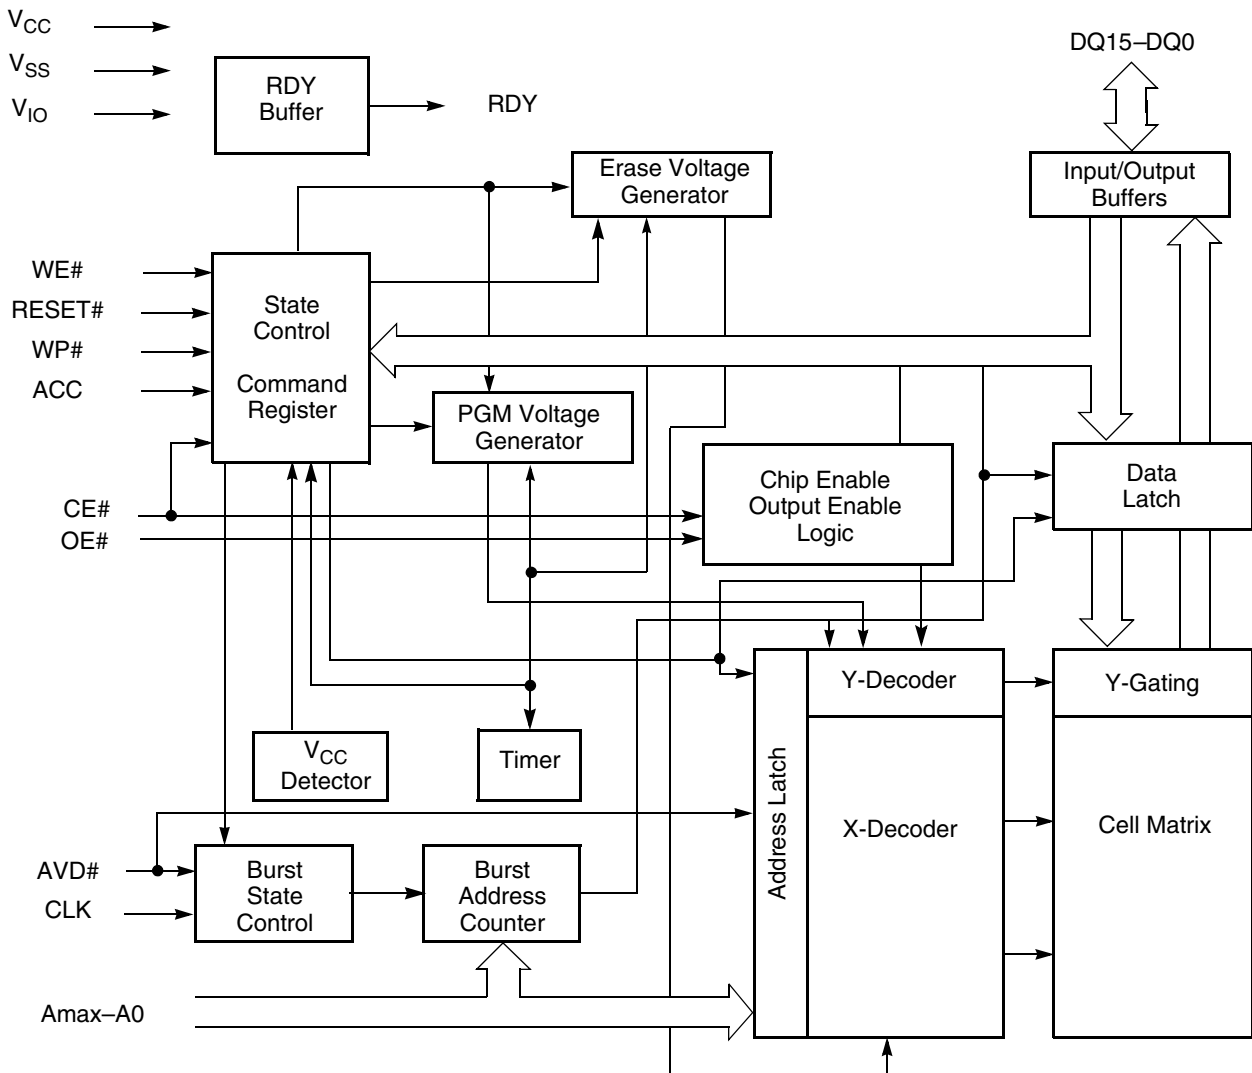 VCC
VSS
VIO
RDY
Buffer
RDY
DQ15–DQ0
Erase Voltage
Generator
Input/Output
Buffers
WE#
RESET#
WP#
ACC
State
Control
Command
Register
PGM Voltage
Generator
CE#
OE#
Chip Enable
Output Enable
Logic
Data
Latch
Y-Decoder
Y-Gating
VCC
Detector
Timer
Address Latch
X-Decoder
Cell Matrix
AVD#
CLK
Burst
State
Control
Burst
Address
Counter
Amax–A0